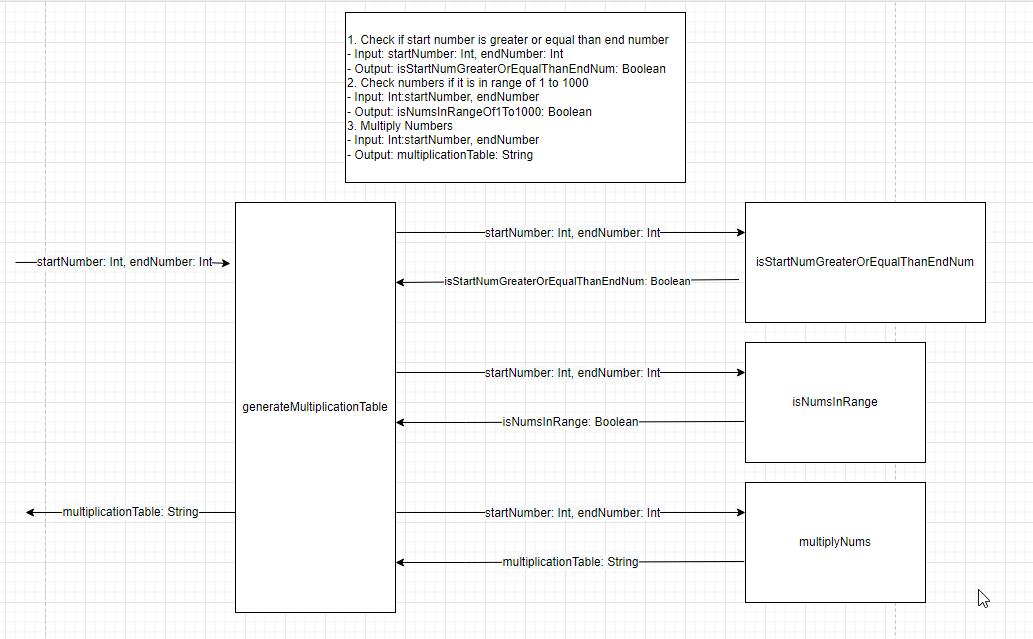 1. Check if start number is greater or equal than end number
- Input: startNumber: Int, endNumber: Int
- Output: isStartNumGreaterOrEqualThanEndNum: Boolean
2. Check numbers if it is in range of 1 to 1000
- Input: Int:startNumber, endNumber
- Output: isNumsInRangeOf1To1000: Boolean
3. Multiply Numbers
- Input: Int:startNumber, endNumber
- Output: multiplicationTable: String
startNumber: Int, endNumber: Int
startNumber: Int, endNumber: Int
isStartNumGreaterOrEqualThanEndNum
isStartNumGreaterOrEqualThanEndNum: Boolean
startNumber: Int, endNumber: Int
isNumsInRange
generateMultiplicationTable
isNumsInRange: Boolean
multiplicationTable: String
startNumber: Int, endNumber: Int
multiplyNums
multiplicationTable: String